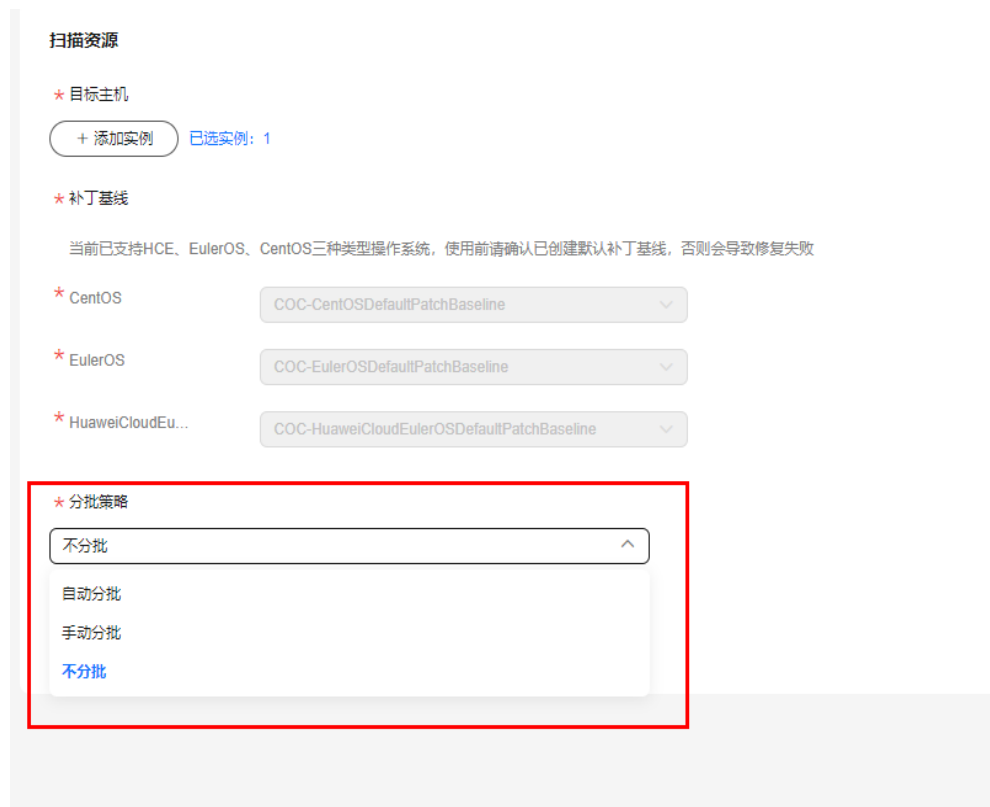 扫描资源
* 目标主机
+ 添加实例 已选实例：1
* 补丁基线
当前已支持HCE、EulerOS、CentOS三种类型操作系统，使用前请确认已创建默认补丁基线，否则会导致修复失败
* CentOS COC-CentOSDefaultPatchBaseline
* EulerOS COC-EulerOSDefaultPatchBaseline
* HuaweiCloudEu... COC-HuaweiCloudEulerOSDefaultPatchBaseline
* 分批策略
不分批
自动分批
手动分批
不分批